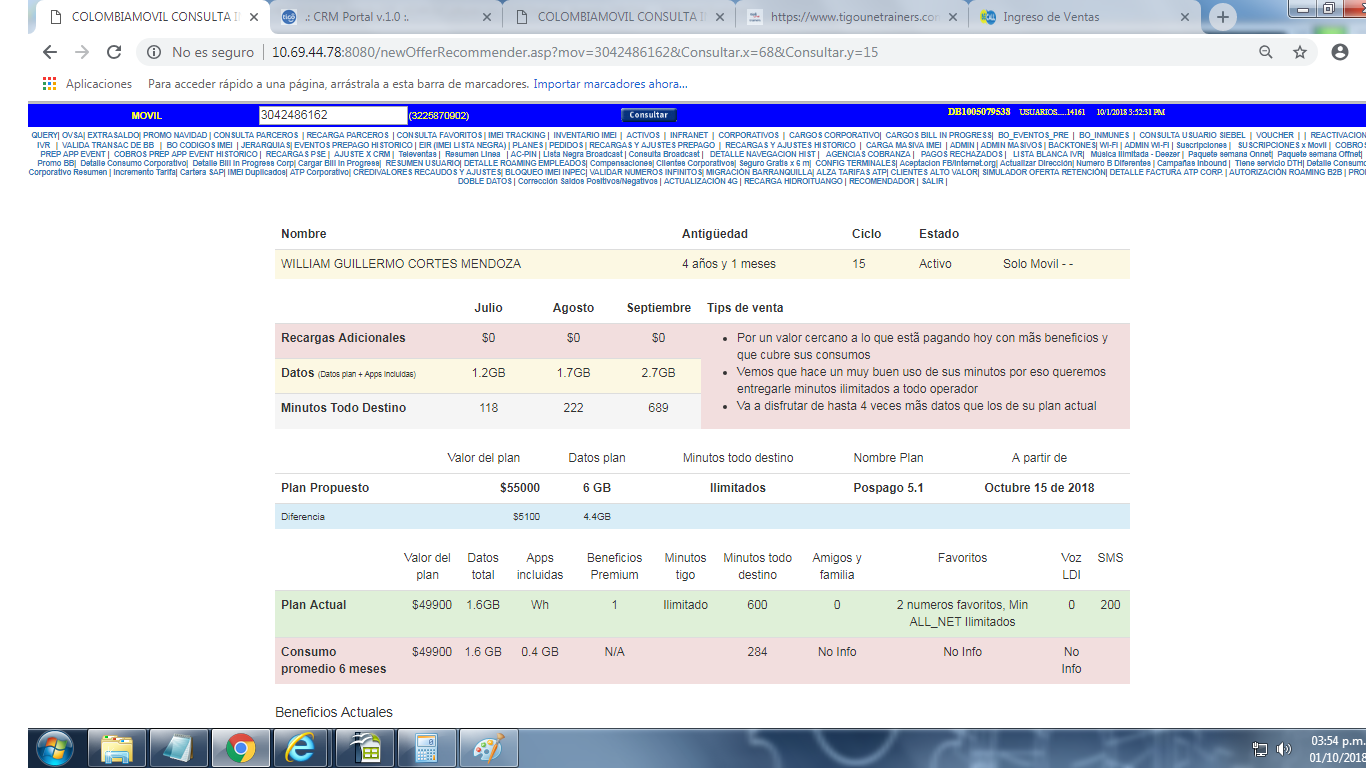 COLOMBIAMOVIL CONSULTA I
.: CRM Portal v.1.0 :.
COLOMBIAMOVIL CONSULTA IN
https://www.tigounetrainers.com
Ingreso de Ventas
No es seguro | 10.69.44.78:8080/newOfferRecommender.asp?mov=3042486162&Consultar.x=68&Consultar.y=15
Aplicaciones Para acceder rápido a una página, arrástrala a esta barra de marcadores. Importar marcadores ahora...
MOVIL 3042486162 (3225870902) Consultar DB1005079538 USUARIOS.....14161 10/1/2018 3:52:31 PM
QUERY| OVSA| EXTRASALDO| PROMO NAVIDAD | CONSULTA PARCEROS | RECARGA PARCEROS | CONSULTA FAVORITOS | IMEI TRACKING | INVENTARIO IMEI | ACTIVOS | INFRANET | CORPORATIVOS | CARGOS CORPORATIVO| CARGOS BILL IN PROGRESS| BO_EVENTOS_PRE | BO_INMUNES | CONSULTA USUARIO SIEBEL | VOUCHER | | REACTIVACION
IVR | VALIDA TRANSAC DE BB | BO CODIGOS IMEI | JERARQUIAS| EVENTOS PREPAGO HISTORICO | EIR (IMEI LISTA NEGRA) | PLANES | PEDIDOS | RECARGAS Y AJUSTES PREPAGO | RECARGAS Y AJUSTES HISTORICO | CARGA MASIVA IMEI | ADMIN | ADMIN MASIVOS | BACKTONES| WI-FI | ADMIN WI-FI | Suscripciones | SUSCRIPCIONES x Movil | COBROS
PREP APP EVENT | COBROS PREP APP EVENT HISTORICO | RECARGAS PSE | AJUSTE X CRM | Televentas | Resumen Linea | AC-PIN | Lista Negra Broadcast | Consulta Broadcast | DETALLE NAVEGACION HIST | AGENCIAS COBRANZA | PAGOS RECHAZADOS | LISTA BLANCA IVR| Música Ilimitada - Deezer | Paquete semana Onnet| Paquete semana Offnet|
PB| Detalle Consumo Corporativo| Detalle Bill in Progress Corp| Cargar Bill in Progress| RESUMEN USUARIO| DETALLE ROAMING EMPLEADOS| Compensaciones| Clientes Corporativos| Seguro Gratis x 6 m| CONFIG TERMINALES| Aceptacion FB/internet.org| Actualizar Dirección| Numero B Diferentes | Campañas Inbound | Tiene servicio DTH| Detalle Consumo
Corporativo Resumen | Incremento Tarifa| Cartera SAP| IMEI Duplicados| ATP Corporativo| CREDIVALORES RECAUDOS Y AJUSTES| BLOQUEO IMEI INPEC| VALIDAR NUMEROS INFINITOS| MIGRACIÓN BARRANQUILLA| ALZA TARIFAS ATP| CLIENTES ALTO VALOR| SIMULADOR OFERTA RETENCIÓN| DETALLE FACTURA ATP CORP. | AUTORIZACIÓN ROAMING B2B | PRO
DOBLE DATOS | Corrección Saldos Positivos/Negativos | ACTUALIZACIÓN 4G | RECARGA HIDROITUANGO | RECOMENDADOR | SALIR |
Nombre Antigüedad Ciclo Estado
WILLIAM GUILLERMO CORTES MENDOZA 4 años y 1 meses 15 Activo Solo Movil - -
Julio Agosto Septiembre Tips de venta
Recargas Adicionales $0 $0 $0
Datos (Datos plan + Apps incluidas) 1.2GB 1.7GB 2.7GB
Minutos Todo Destino 118 222 689
• Por un valor cercano a lo que estã pagando hoy con mãs beneficios y
que cubre sus consumos
• Vemos que hace un muy buen uso de sus minutos por eso queremos
entregarle minutos ilimitados a todo operador
• Va a disfrutar de hasta 4 veces mãs datos que los de su plan actual
Valor del plan Datos plan Minutos todo destino Nombre Plan A partir de
Plan Propuesto $55000 6 GB Ilimitados Pospago 5.1 Octubre 15 de 2018
Diferencia $5100 4.4GB
Valor del Datos Apps Beneficios Minutos Minutos todo Amigos y Favoritos Voz SMS
plan total incluidas Premium tigo destino familia LDI
Plan Actual $49900 1.6GB Wh 1 Ilimitado 600 0 2 numeros favoritos, Min 0 200
ALL_NET Ilimitados
Consumo $49900 1.6 GB 0.4 GB N/A 284 No Info No Info No
promedio 6 meses Info
Beneficios Actuales
03:54 p.m.
01/10/2018